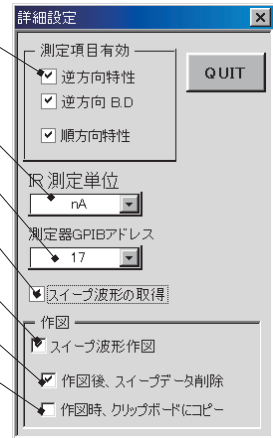 詳細設定
測定項目有効
逆方向特性
QUIT
逆方向 B.D
順方向特性
IR 測定単位
nA
測定器GPIBアドレス
17
スイープ波形の取得
作図
スイープ波形作図
作図後、スイープデータ削除
作図時、クリップボードにコピー